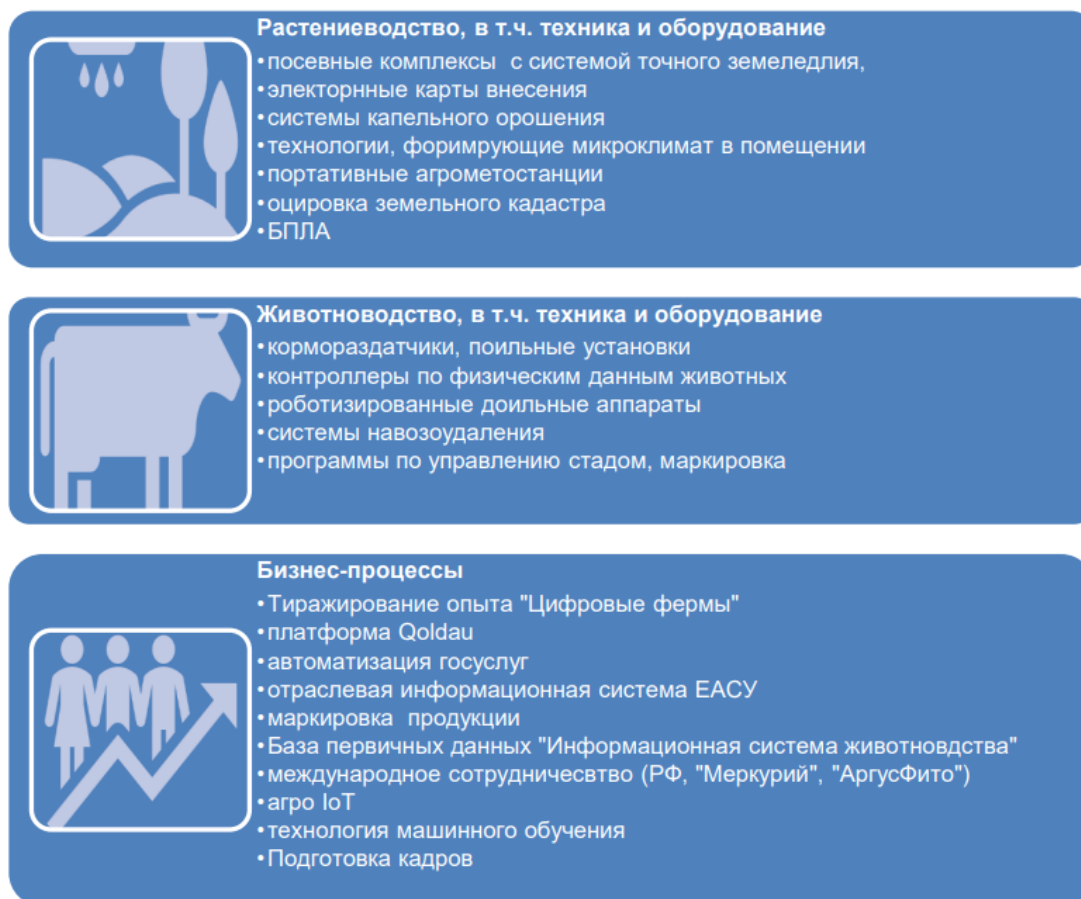 Растениеводство, в т.ч. техника и оборудование
•посевные комплексы с системой точного земеледлия,
•электорнные карты внесения
•системы капельного орошения
•технологии, форимрующие микроклимат в помещении
•портативные агрометостанции
•оцировка земельного кадастра
•БПЛА
Животноводство, в т.ч. техника и оборудование
•кормораздатчики, поильные установки
•контроллеры по физическим данным животных
•роботизированные доильные аппараты
•системы навозоудаления
•программы по управлению стадом, маркировка
Бизнес-процессы
•Тиражирование опыта "Цифровые фермы"
•платформа Qoldau
•автоматизация госуслуг
•отраслевая информационная система ЕАСУ
•маркировка продукции
•База первичных данных "Информационная система животновдства"
•международное сотрудничесвтво (РФ, "Меркурий", "АргусФито")
•агро IoT
•технология машинного обучения
•Подготовка кадров